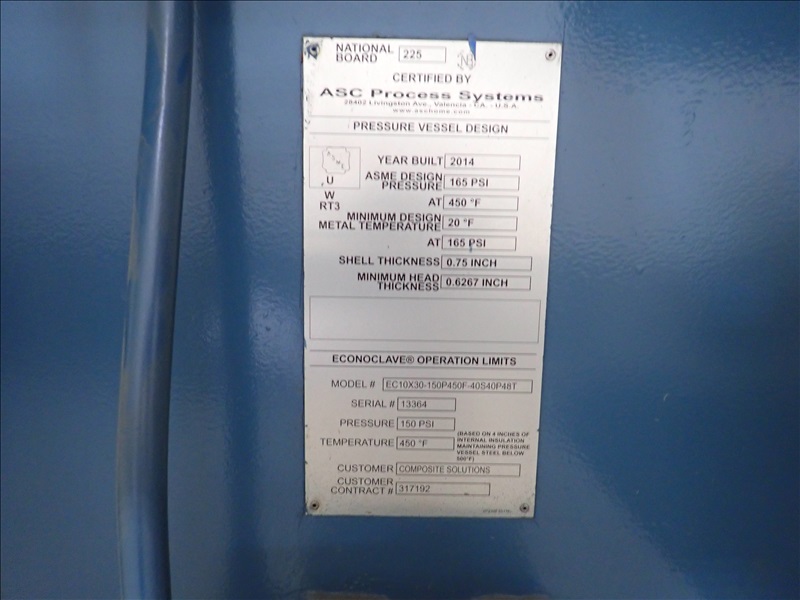 NATIONAL BOARD 225 NB
CERTIFIED BY
ASC Process Systems
28402 Livingston Ave., Valencia - CA. - U.S.A.
www.aschome.com
PRESSURE VESSEL DESIGN
ASME
U
W
RT3
YEAR BUILT 2014
ASME DESIGN PRESSURE 165 PSI
AT 450 °F
MINIMUM DESIGN METAL TEMPERATURE 20 °F
AT 165 PSI
SHELL THICKNESS 0.75 INCH
MINIMUM HEAD THICKNESS 0.6267 INCH
ECONOCLAVE® OPERATION LIMITS
MODEL # EC10X30-150P450F-40S40P48T
SERIAL # 13364
PRESSURE 150 PSI
TEMPERATURE 450 °F
(BASED ON 4 INCHES OF
INTERNAL INSULATION
MAINTAINING PRESSURE
VESSEL STEEL BELOW
500°F)
CUSTOMER COMPOSITE SOLUTIONS
CUSTOMER CONTRACT # 317192